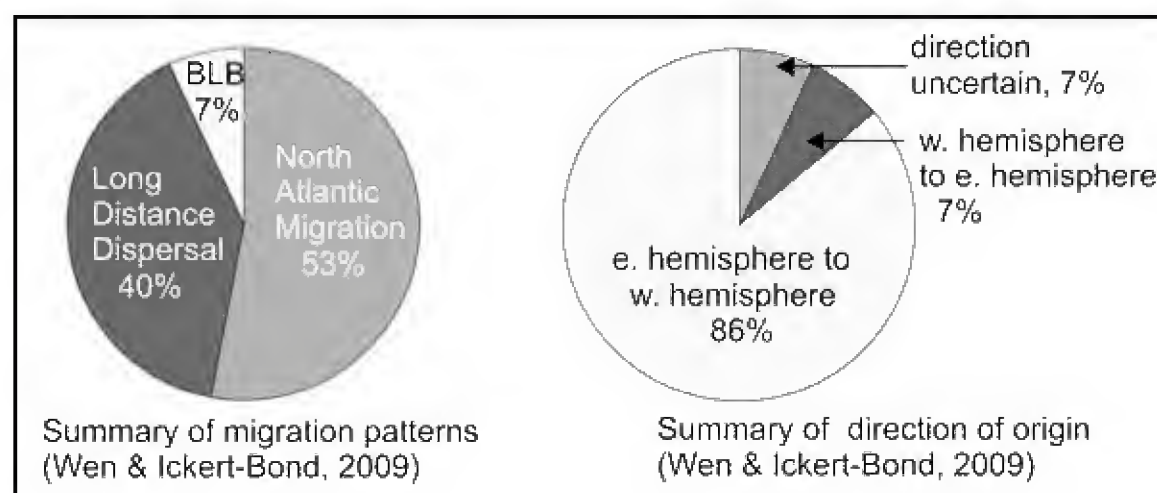 BLB
7%
Long
Distance
Dispersal
40%
North
Atlantic
Migration
53%
Summary of migration patterns
(Wen & Ickert-Bond, 2009)
direction
uncertain, 7%
w. hemisphere
to e. hemisphere
7%
e. hemisphere to
w. hemisphere
86%
Summary of direction of origin
(Wen & Ickert-Bond, 2009)